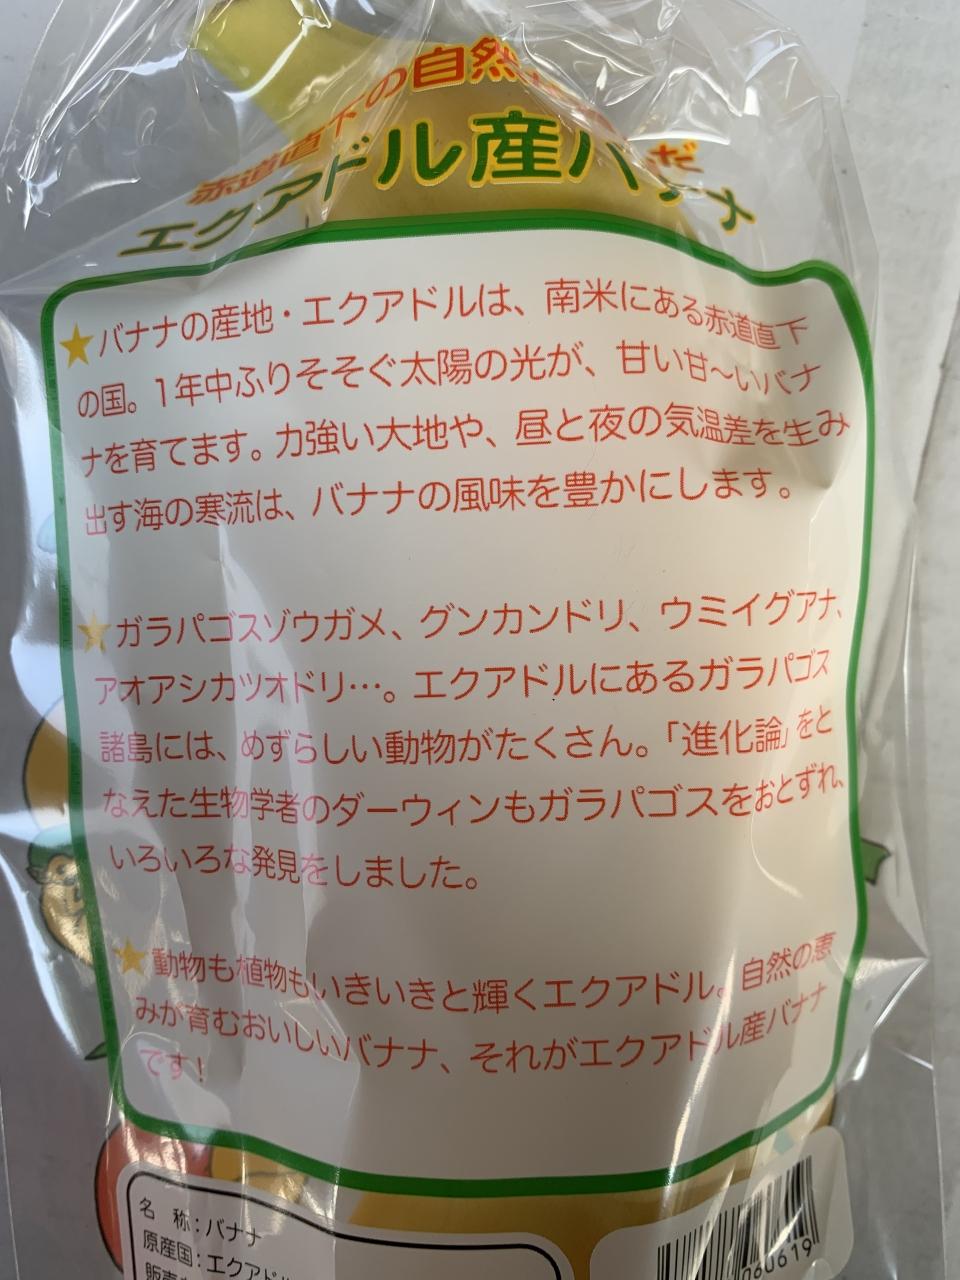 赤道直下の自然
だ
エクアドル産バナナ
★バナナの産地・エクアドルは、南米にある赤道直下
の国。1年中ふりそそぐ太陽の光が、甘い甘～いバナ
ナを育てます。力強い大地や、昼と夜の気温差を生み
出す海の寒流は、バナナの風味を豊かにします。
★ガラパゴスゾウガメ、グンカンドリ、ウミイグアナ、
アオアシカツオドリ…。エクアドルにあるガラパゴス
諸島には、めずらしい動物がたくさん。「進化論」をと
なえた生物学者のダーウィンもガラパゴスをおとずれ、
いろいろな発見をしました。
★動物も植物もいきいきと輝くエクアドル。自然の恵
みが育むおいしいバナナ、それがエクアドル産バナナ
です！
名　称：バナナ
原産国：エクアドル
販売
060619